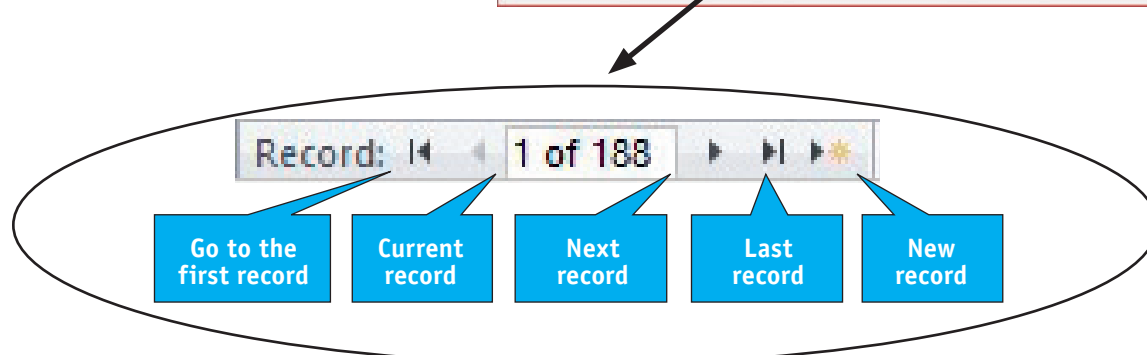 Record: 1 of 188
Go to the
first record
Current
record
Next
record
Last
record
New
record